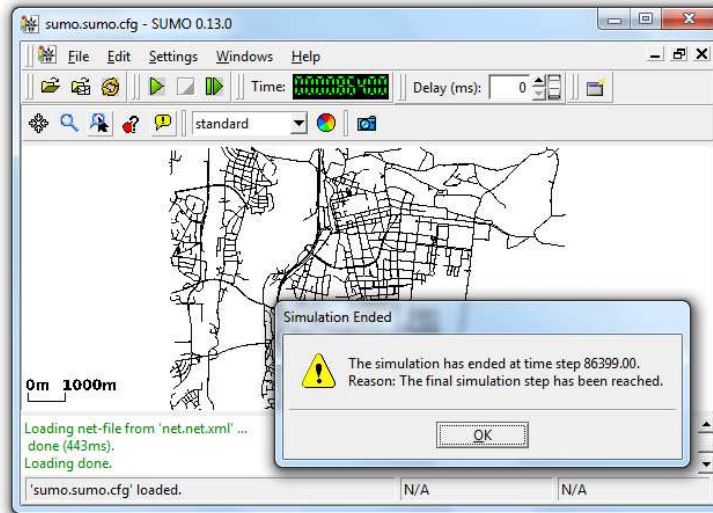 sumo.sumo.cfg - SUMO 0.13.0
File Edit Settings Windows Help
Time: Delay (ms): 0
standard
Simulation Ended
The simulation has ended at time step 86399.00.
Reason: The final simulation step has been reached.
OK
0m 1000m
Loading net-file from 'net.net.xml' ...
done (443ms).
Loading done.
'sumo.sumo.cfg' loaded. N/A N/A